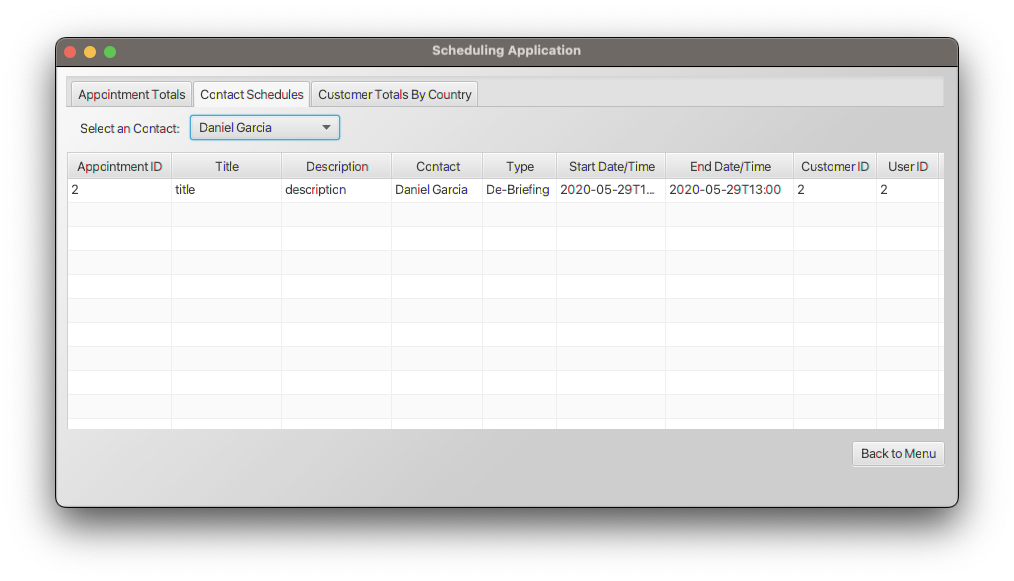 Scheduling Application
Appointment Totals Contact Schedules Customer Totals By Country
Select an Contact: Daniel Garcia
Appointment ID Title Description Contact Type Start Date/Time End Date/Time Customer ID User ID
2 title description Daniel Garcia De-Briefing 2020-05-29T1... 2020-05-29T13:00 2 2
Back to Menu